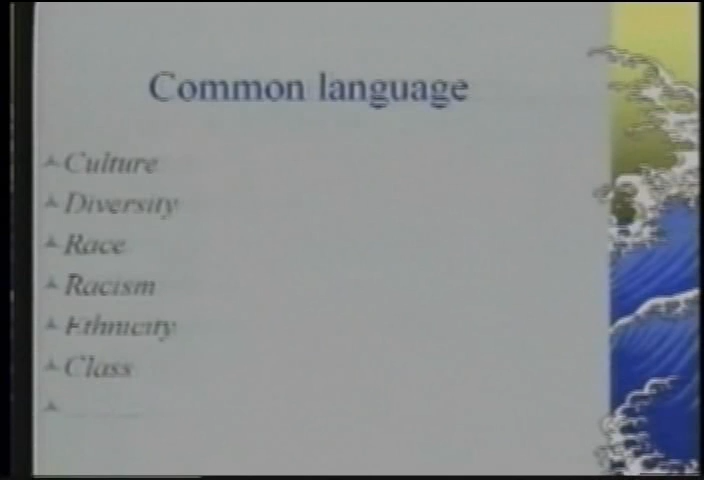 Common language
Culture
Diversity
Race
Racism
Ethnicity
Class